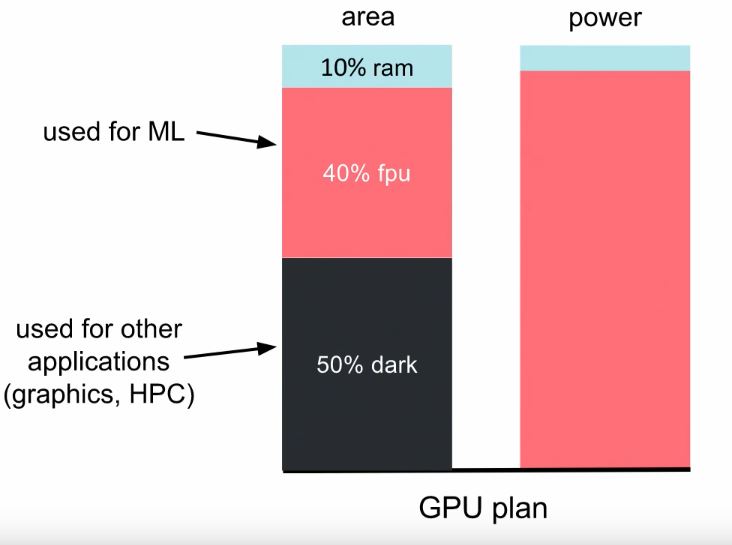 area
power
10% ram
used for ML
40% fpu
used for other
applications
(graphics, HPC)
50% dark
GPU plan